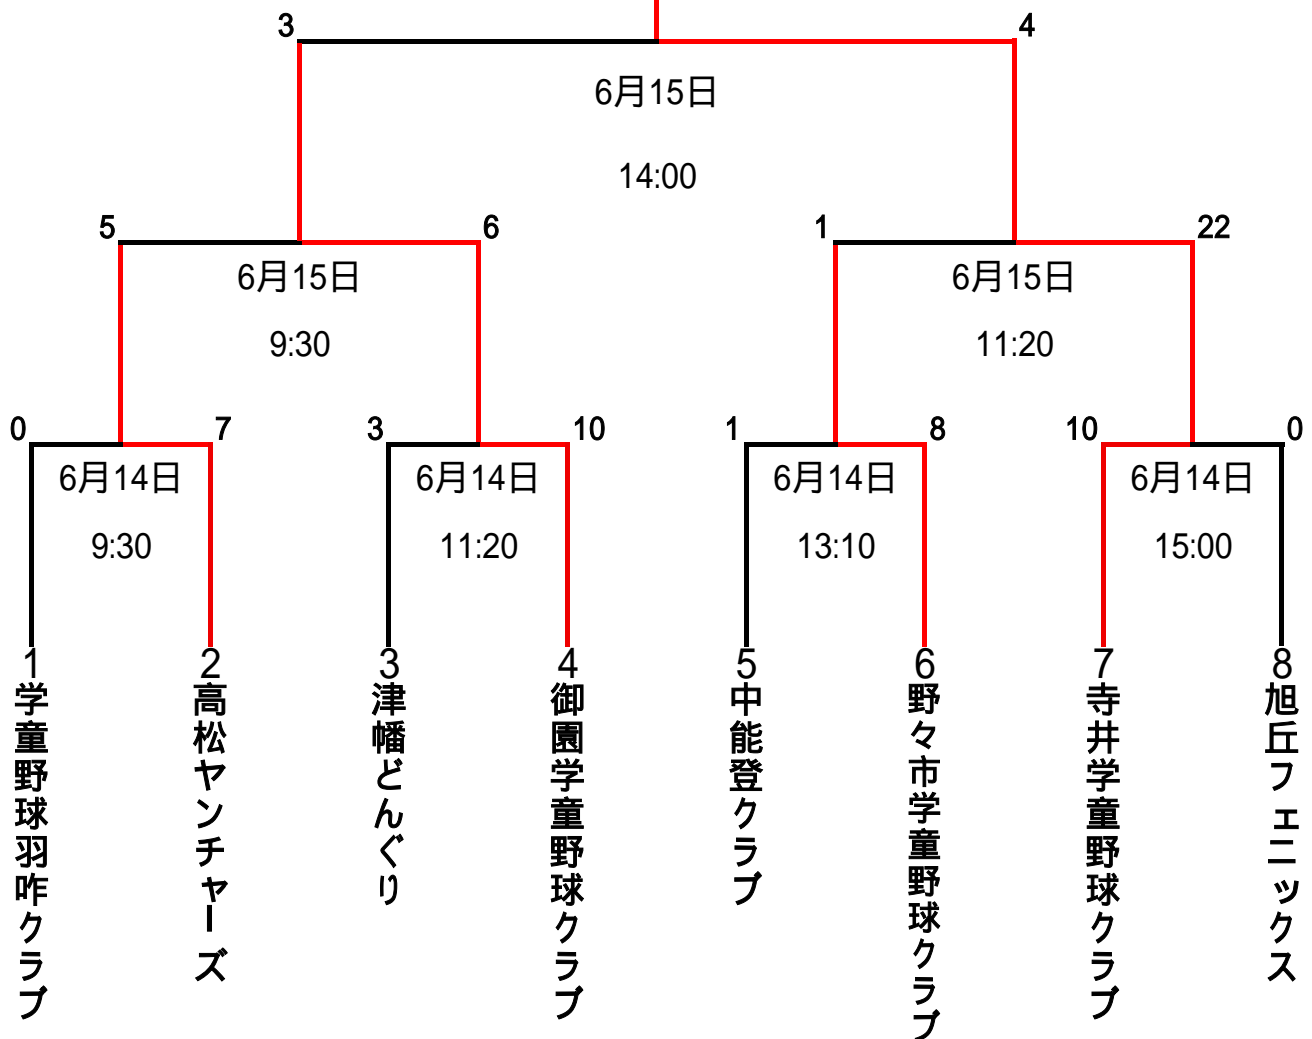 3
4
6月15日
14:00
5
6
1
22
6月15日
6月15日
9:30
11:20
0
7
3
10
1
8
10
0
6月14日
6月14日
6月14日
6月14日
9:30
11:20
13:10
15:00
1
学童野球羽咋クラブ
2
高松ヤンチャーズ
3
津幡どんぐり
4
御園学童野球クラブ
5
中能登クラブ
6
野々市学童野球クラブ
7
寺井学童野球クラブ
8
旭丘フェニックス